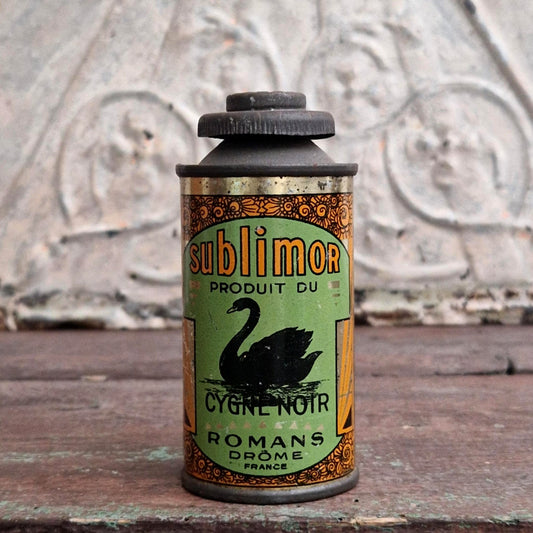 Sublimor
PRODUIT DU
CYGNE NOIR
ROMANS
DRÔME
FRANCE